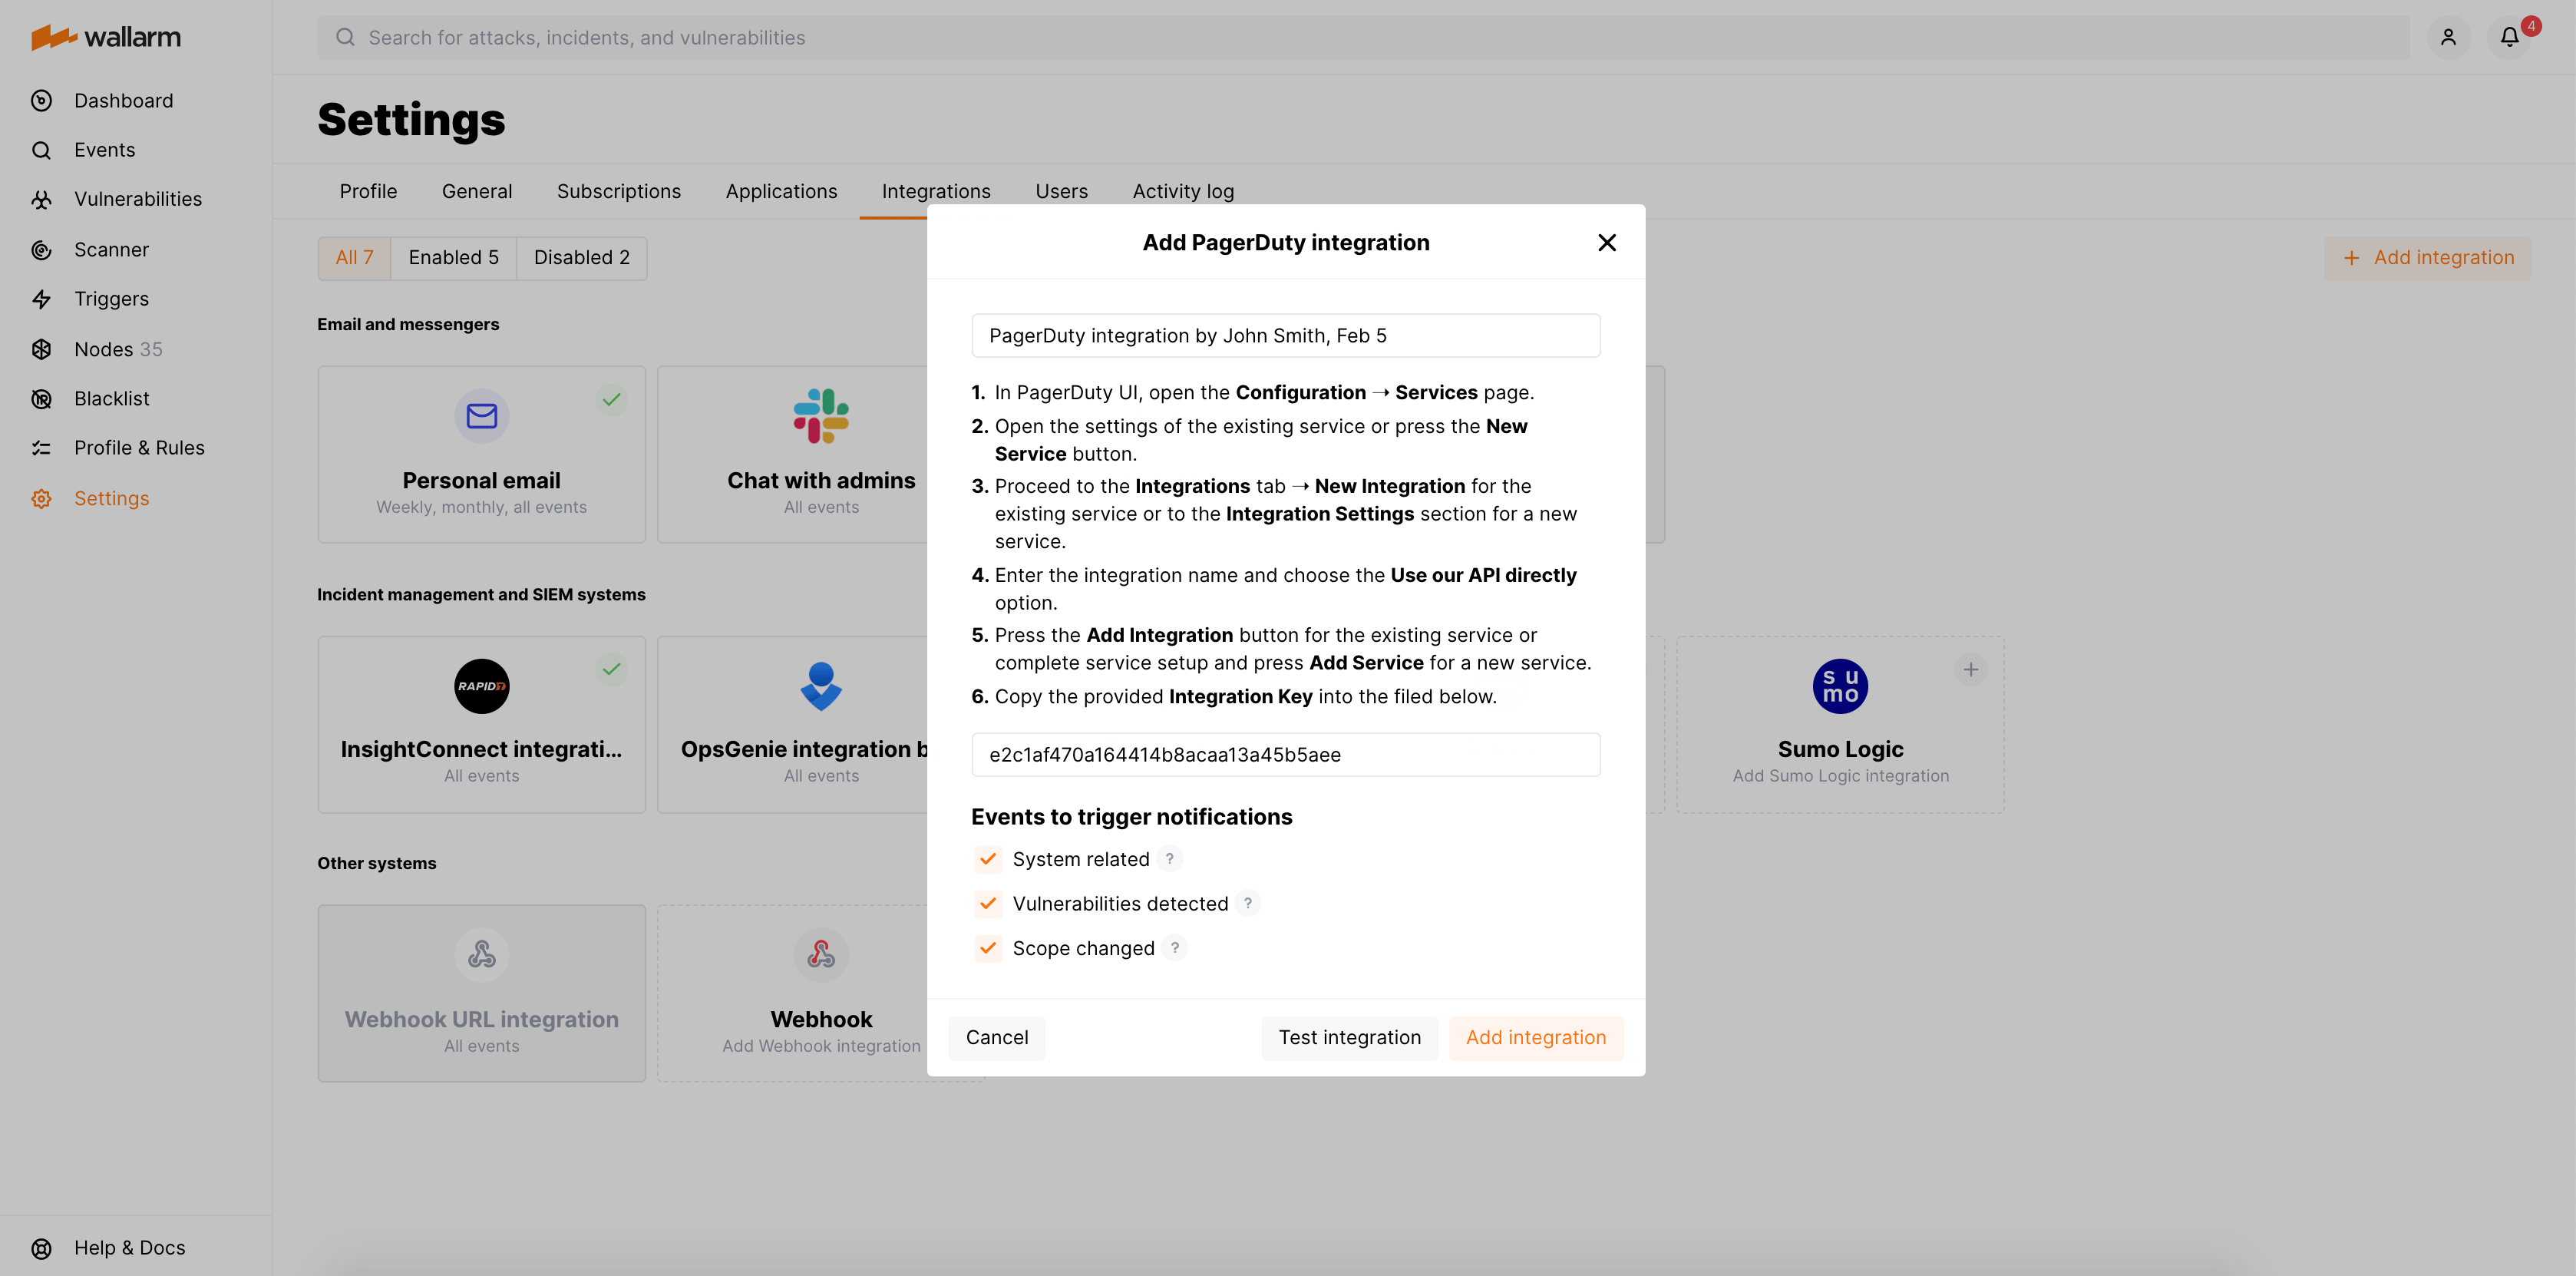 wallarm
Search for attacks, incidents, and vulnerabilities
4
Dashboard
Events
Vulnerabilities
Scanner
Triggers
Nodes 35
Blacklist
Profile & Rules
Settings
Help & Docs
Settings
Profile
General
Subscriptions
Applications
Integrations
Users
Activity log
All 7
Enabled 5
Disabled 2
+ Add integration
Email and messengers
Personal email
Weekly, monthly, all events
Chat with admins
All events
Incident management and SIEM systems
RAPID7
InsightConnect integrati...
All events
OpsGenie integration b
All events
su
mo
Sumo Logic
Add Sumo Logic integration
Other systems
Webhook URL integration
All events
Webhook
Add Webhook integration
Add PagerDuty integration
PagerDuty integration by John Smith, Feb 5
1. In PagerDuty UI, open the Configuration → Services page.
2. Open the settings of the existing service or press the New
Service button.
3. Proceed to the Integrations tab → New Integration for the
existing service or to the Integration Settings section for a new
service.
4. Enter the integration name and choose the Use our API directly
option.
5. Press the Add Integration button for the existing service or
complete service setup and press Add Service for a new service.
6. Copy the provided Integration Key into the filed below.
e2c1af470a164414b8acaa13a45b5aee
Events to trigger notifications
System related ?
Vulnerabilities detected ?
Scope changed ?
Cancel
Test integration
Add integration